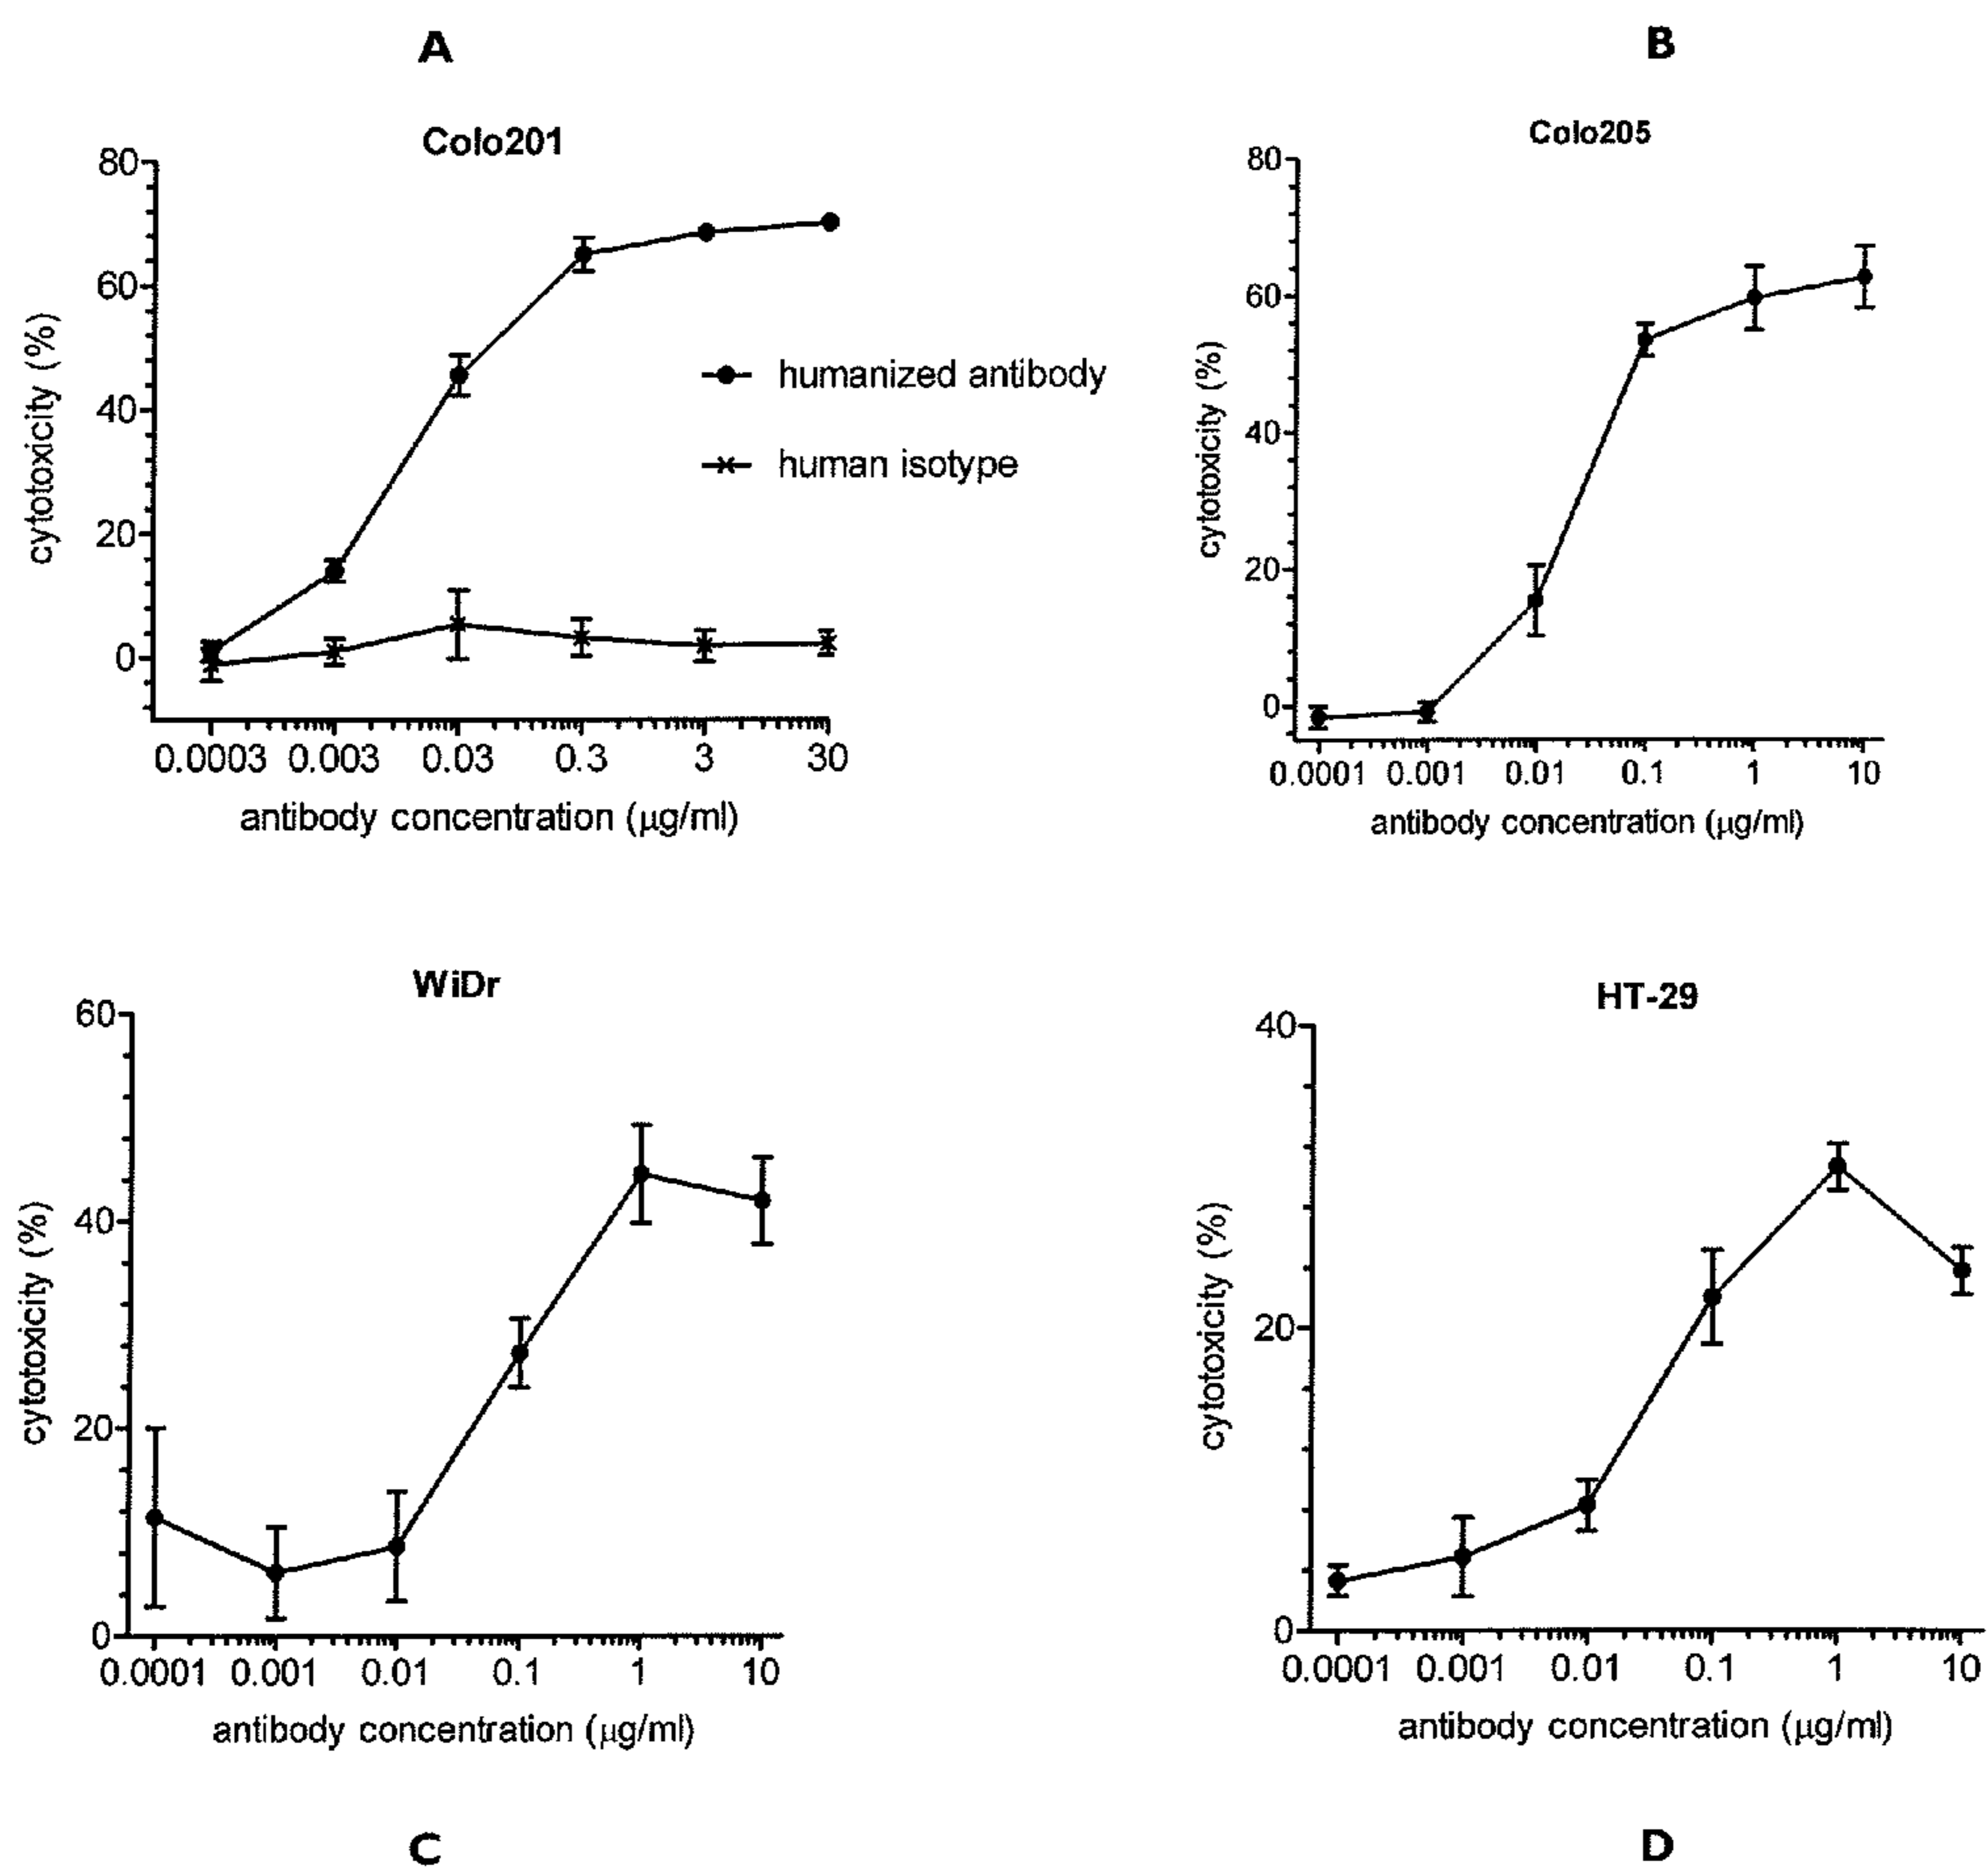 A
Colo201
cytotoxicity (%)
80
60
40
20
0
humanized antibody
human isotype
0.0003 0.003 0.03 0.3 3 30
antibody concentration (µg/ml)
B
Colo205
cytotoxicity (%)
80
60
40
20
0
0.0001 0.001 0.01 0.1 1 10
antibody concentration (µg/ml)
WiDr
cytotoxicity (%)
60
40
20
0
0.0001 0.001 0.01 0.1 1 10
antibody concentration (µg/ml)
C
HT-29
cytotoxicity (%)
40
20
0
0.0001 0.001 0.01 0.1 1 10
antibody concentration (µg/ml)
D